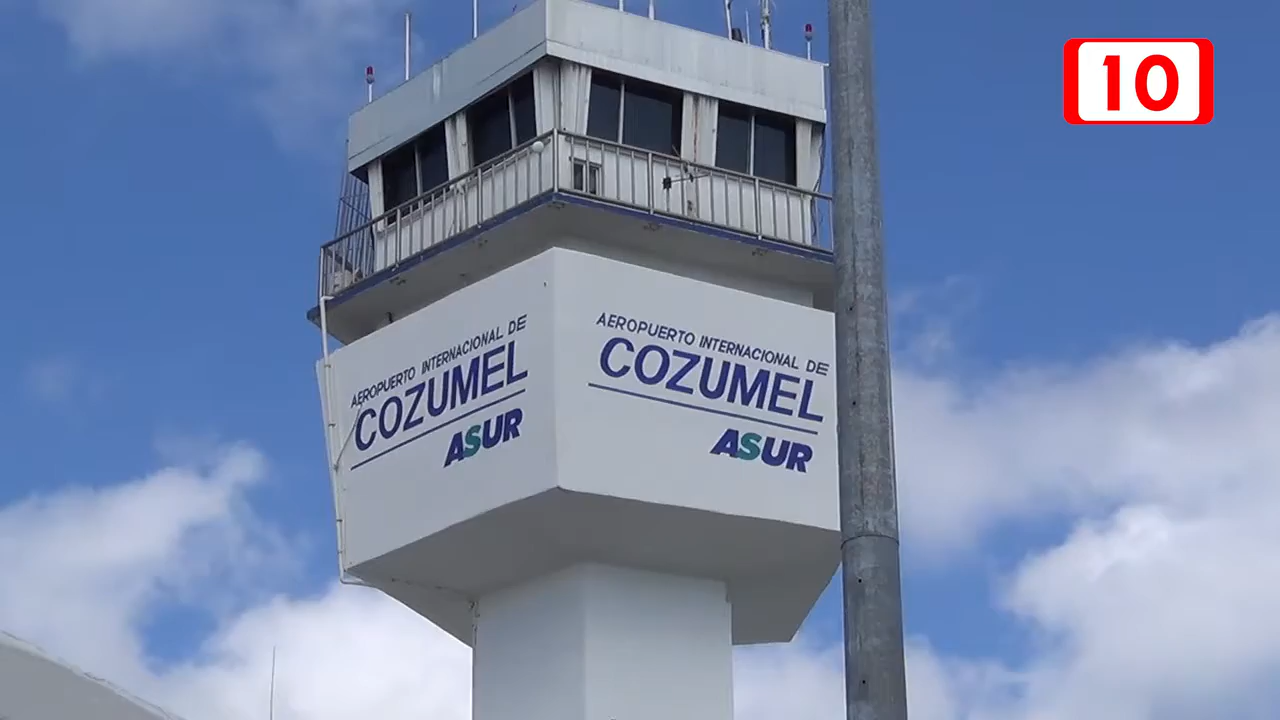 10
AEROPUERTO INTERNACIONAL DE
COZUMEL
ASUR
AEROPUERTO INTERNACIONAL DE
COZUMEL
ASUR